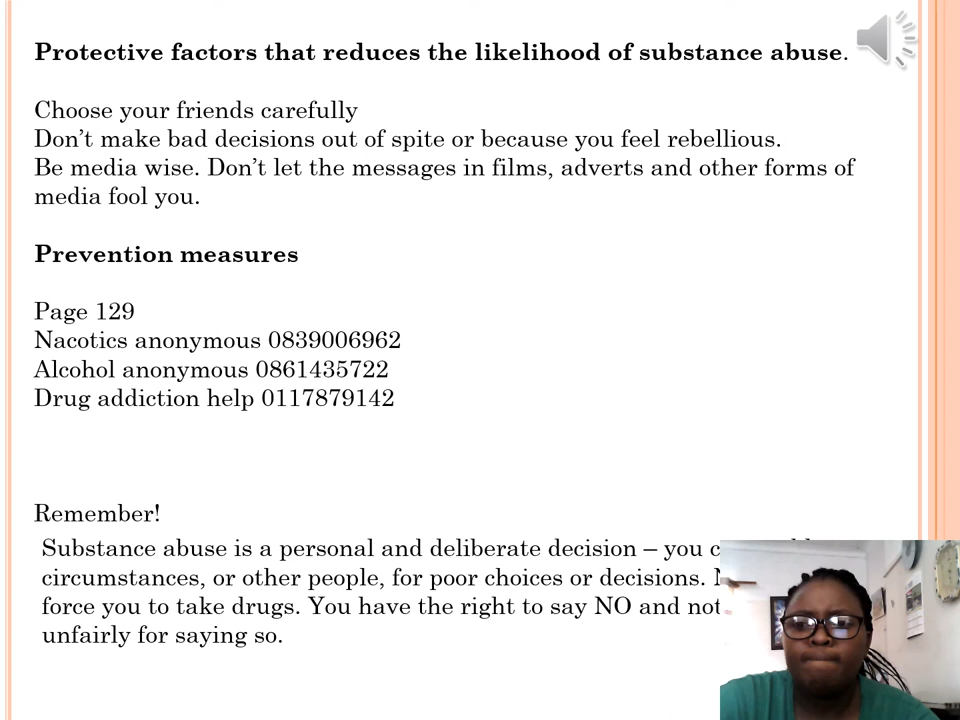 Protective factors that reduces the likelihood of substance abuse.
Choose your friends carefully
Don’t make bad decisions out of spite or because you feel rebellious.
Be media wise. Don’t let the messages in films, adverts and other forms of
media fool you.
Prevention measures
Page 129
Nacotics anonymous 0839006962
Alcohol anonymous 0861435722
Drug addiction help 0117879142
Remember!
Substance abuse is a personal and deliberate decision – you
circumstances, or other people, for poor choices or decisions.
force you to take drugs. You have the right to say NO and not
unfairly for saying so.